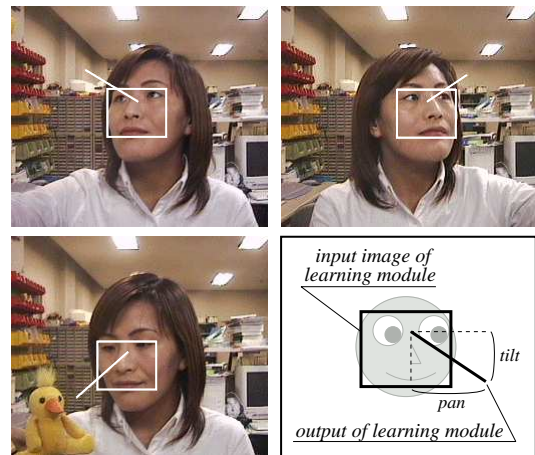 input image of
learning module
tilt
pan
output of learning module